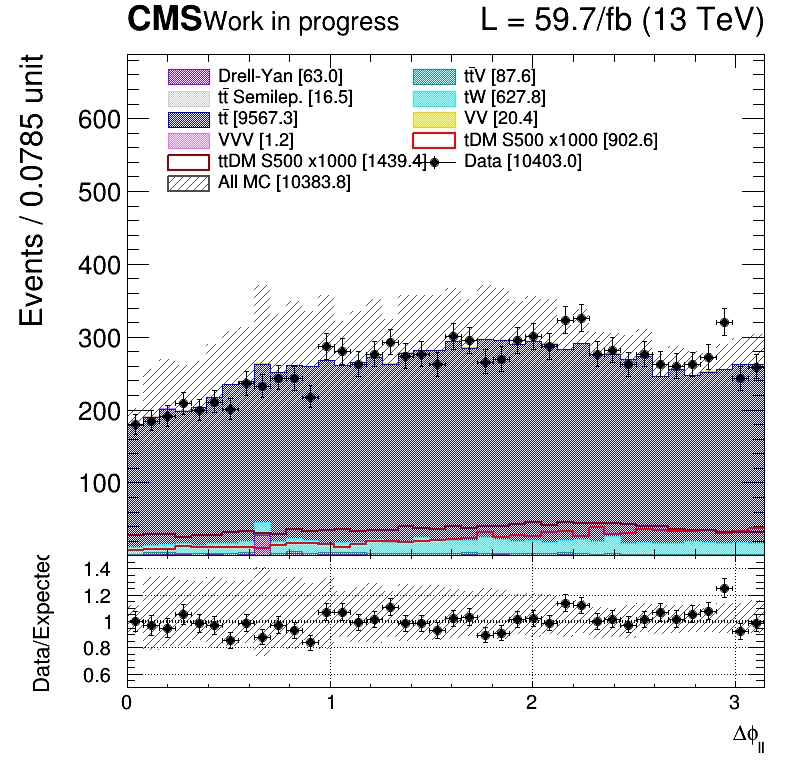 CMS Work in progress L = 59.7/fb (13 TeV)
Events / 0.0785 unit
Drell-Yan [63.0] tt̄V [87.6]
tt̄ Semilep. [16.5] tW [627.8]
tt̄ [9567.3] VV [20.4]
VVV [1.2] tDM S500 x1000 [902.6]
ttDM S500 x1000 [1439.4] Data [10403.0]
All MC [10383.8]
600
500
400
300
200
100
Data/Expected
1.4
1.2
1
0.8
0.6
0 1 2 3
Δϕll